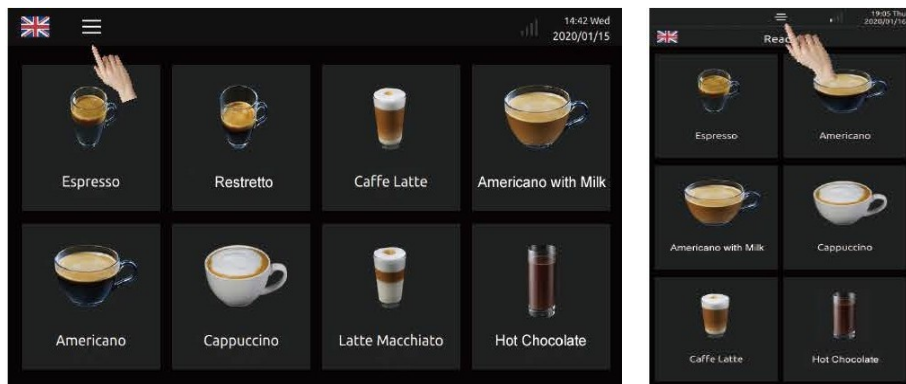 14:42 Wed
2020/01/15
Espresso
Restretto
Caffe Latte
Americano with Milk
Americano
Cappuccino
Latte Macchiato
Hot Chocolate
19:05 Thu
2020/01/16
Espresso
Americano
Americano with Milk
Cappuccino
Caffe Latte
Hot Chocolate